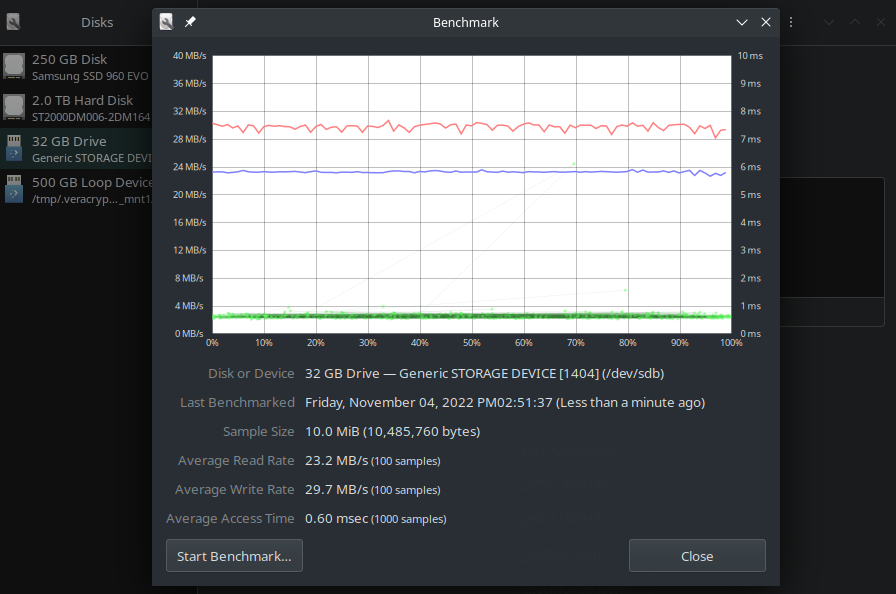 Disks
Benchmark
250 GB Disk
Samsung SSD 960 EVO
2.0 TB Hard Disk
ST2000DM006-2DM164
32 GB Drive
Generic STORAGE DEVI
500 GB Loop Device
/tmp/.veracryp..._mnt1
40 MB/s
36 MB/s
32 MB/s
28 MB/s
24 MB/s
20 MB/s
16 MB/s
12 MB/s
8 MB/s
4 MB/s
0 MB/s
10 ms
9 ms
8 ms
7 ms
6 ms
5 ms
4 ms
3 ms
2 ms
1 ms
0 ms
0% 10% 20% 30% 40% 50% 60% 70% 80% 90% 100%
Disk or Device 32 GB Drive — Generic STORAGE DEVICE [1404] (/dev/sdb)
Last Benchmarked Friday, November 04, 2022 PM02:51:37 (Less than a minute ago)
Sample Size 10.0 MiB (10,485,760 bytes)
Average Read Rate 23.2 MB/s (100 samples)
Average Write Rate 29.7 MB/s (100 samples)
Average Access Time 0.60 msec (1000 samples)
Start Benchmark... Close